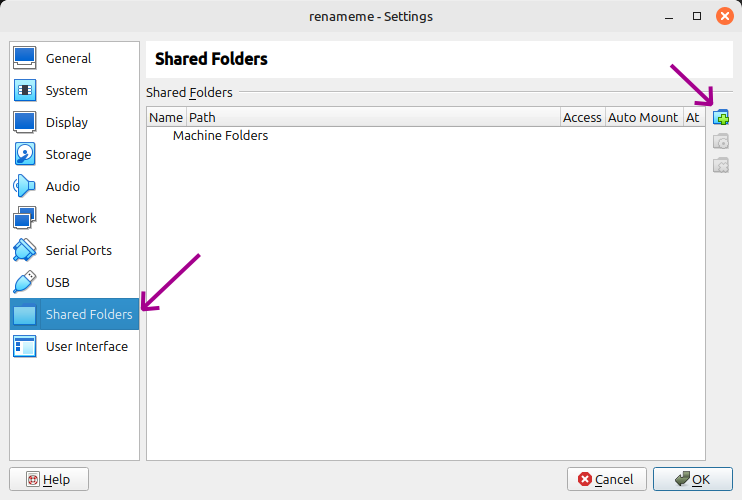 renameme - Settings
General
System
Display
Storage
Audio
Network
Serial Ports
USB
Shared Folders
User Interface
Shared Folders
Shared Folders
Name Path Access Auto Mount At
Machine Folders
Help
Cancel
OK